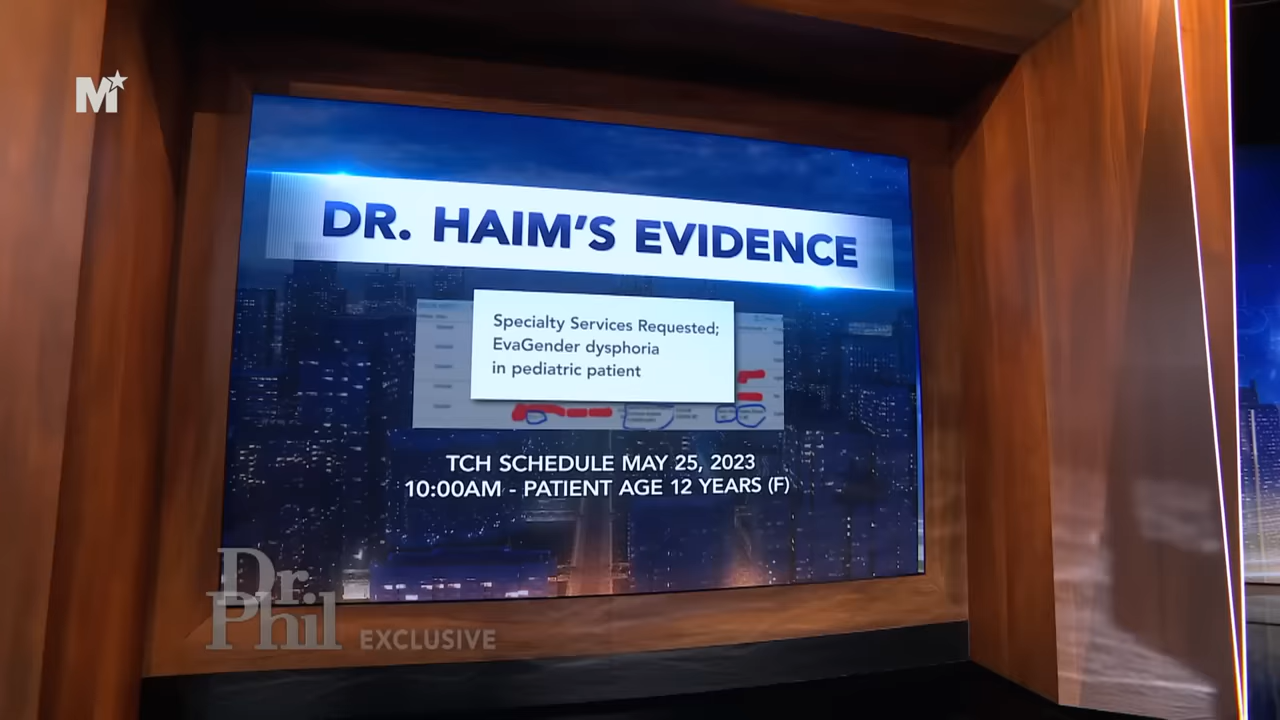 M
DR. HAIM'S EVIDENCE
Specialty Services Requested;
EvaGender dysphoria
in pediatric patient
TCH SCHEDULE MAY 25, 2023
10:00AM - PATIENT AGE 12 YEARS (F)
Dr.
Phil EXCLUSIVE